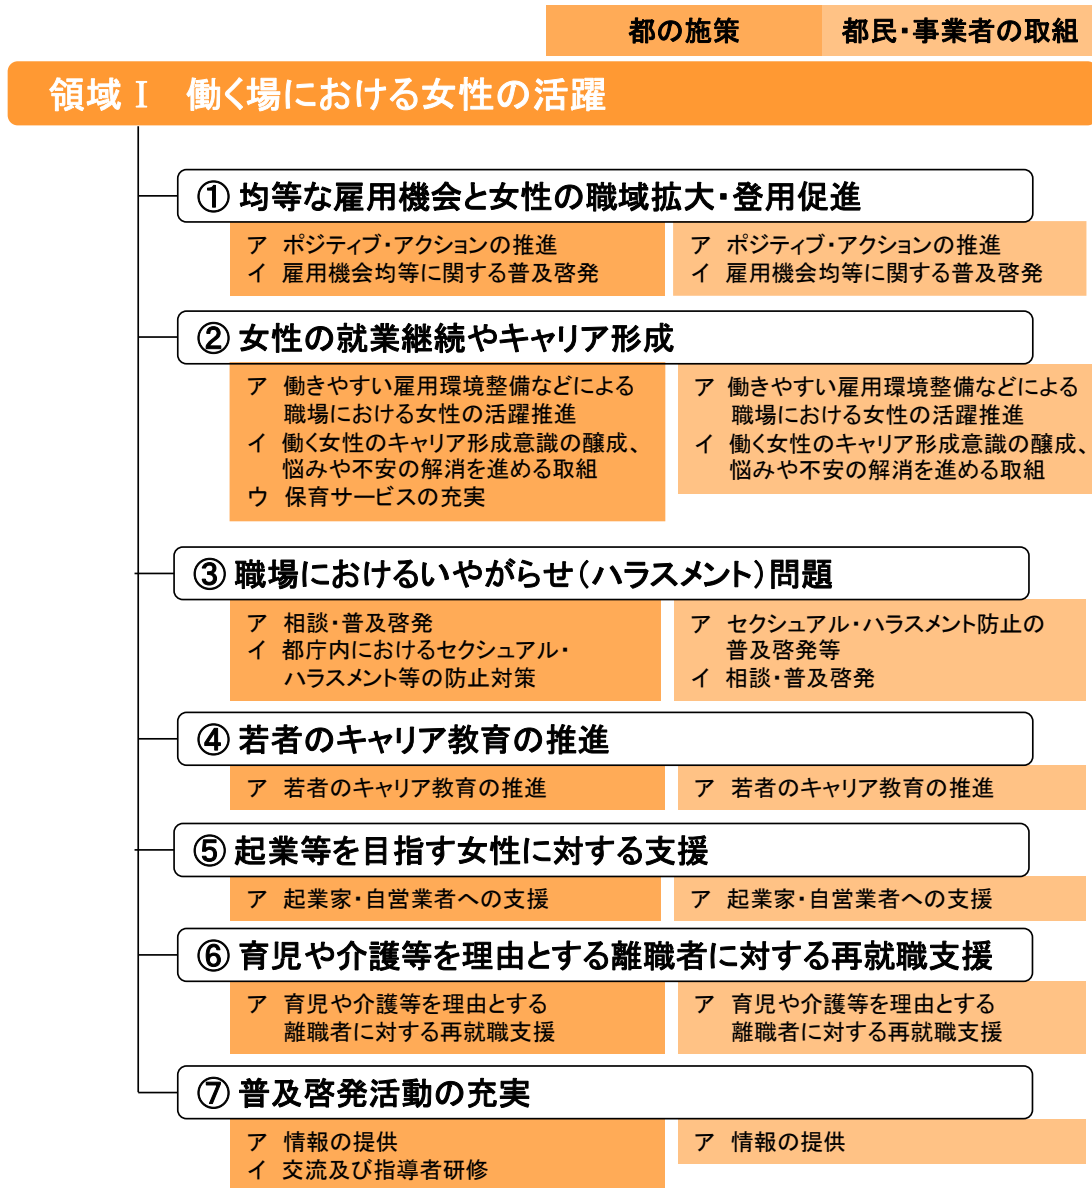 都の施策
都民・事業者の取組
領域Ⅰ 働く場における女性の活躍
① 均等な雇用機会と女性の職域拡大・登用促進
ア ポジティブ・アクションの推進
イ 雇用機会均等に関する普及啓発
ア ポジティブ・アクションの推進
イ 雇用機会均等に関する普及啓発
② 女性の就業継続やキャリア形成
ア 働きやすい雇用環境整備などによる
職場における女性の活躍推進
イ 働く女性のキャリア形成意識の醸成、
悩みや不安の解消を進める取組
ウ 保育サービスの充実
ア 働きやすい雇用環境整備などによる
職場における女性の活躍推進
イ 働く女性のキャリア形成意識の醸成、
悩みや不安の解消を進める取組
③ 職場におけるいやがらせ(ハラスメント)問題
ア 相談・普及啓発
イ 都庁内におけるセクシュアル・
ハラスメント等の防止対策
ア セクシュアル・ハラスメント防止の
普及啓発等
イ 相談・普及啓発
④ 若者のキャリア教育の推進
ア 若者のキャリア教育の推進
ア 若者のキャリア教育の推進
⑤ 起業等を目指す女性に対する支援
ア 起業家・自営業者への支援
ア 起業家・自営業者への支援
⑥ 育児や介護等を理由とする離職者に対する再就職支援
ア 育児や介護等を理由とする
離職者に対する再就職支援
ア 育児や介護等を理由とする
離職者に対する再就職支援
⑦ 普及啓発活動の充実
ア 情報の提供
イ 交流及び指導者研修
ア 情報の提供